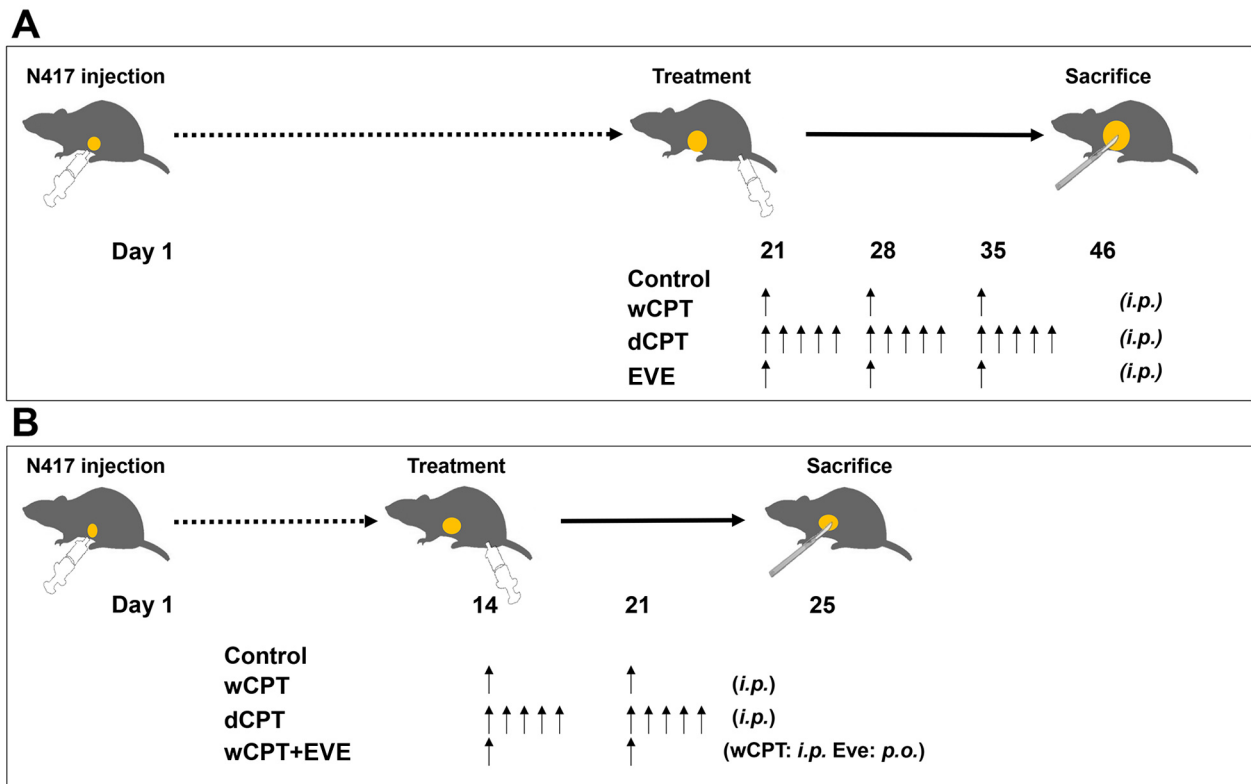 A
N417 injection Treatment Sacrifice
Day 1 21 28 35 46
Control
wCPT (i.p.)
dCPT (i.p.)
EVE (i.p.)
B
N417 injection Treatment Sacrifice
Day 1 14 21 25
Control
wCPT (i.p.)
dCPT (i.p.)
wCPT+EVE (wCPT: i.p. Eve: p.o.)